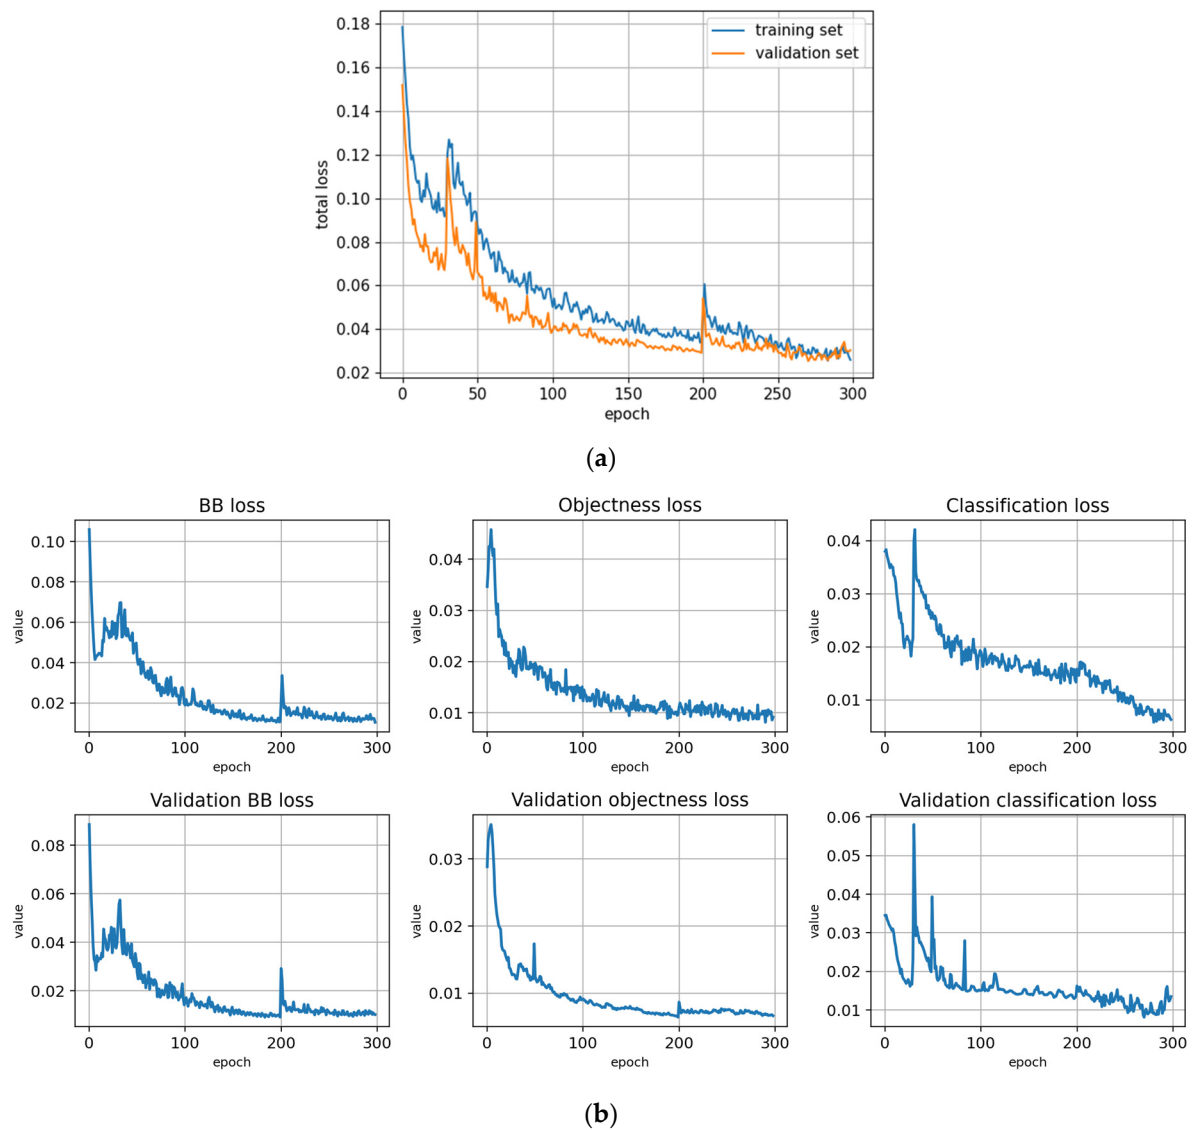 0.18
0.16
0.14
0.12
0.10
0.08
0.06
0.04
0.02
total loss
training set
validation set
0 50 100 150 200 250 300
epoch
(a)
BB loss
0.10
0.08
0.06
0.04
0.02
value
0 100 200 300
epoch
Objectness loss
0.04
0.03
0.02
0.01
value
0 100 200 300
epoch
Classification loss
0.04
0.03
0.02
0.01
value
0 100 200 300
epoch
Validation BB loss
0.08
0.06
0.04
0.02
value
0 100 200 300
epoch
Validation objectness loss
0.03
0.02
0.01
value
0 100 200 300
epoch
Validation classification loss
0.06
0.05
0.04
0.03
0.02
0.01
value
0 100 200 300
epoch
(b)